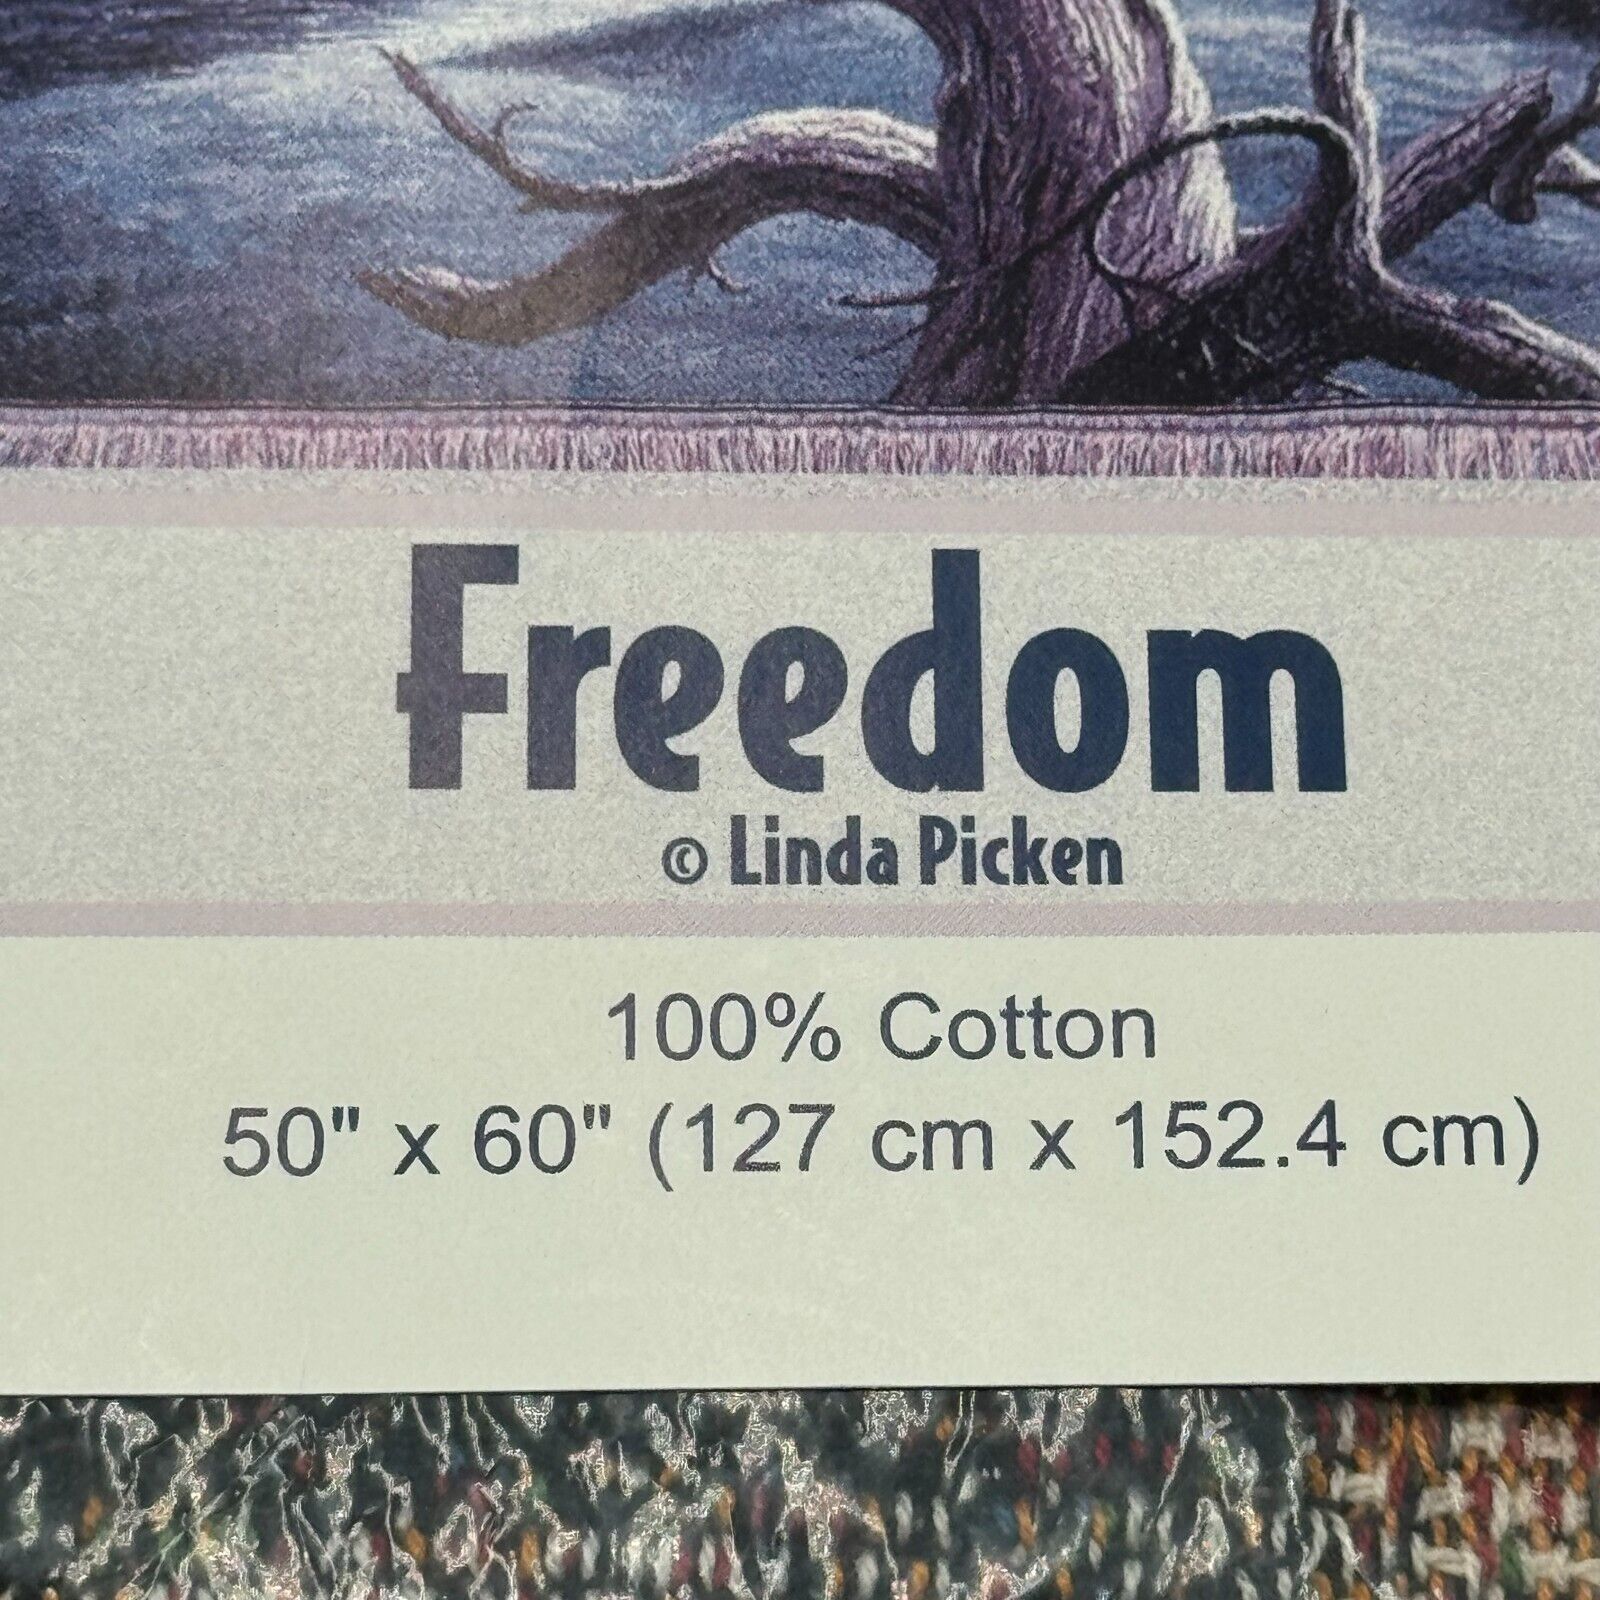 Freedom
© Linda Picken
100% Cotton
50" x 60" (127 cm x 152.4 cm)